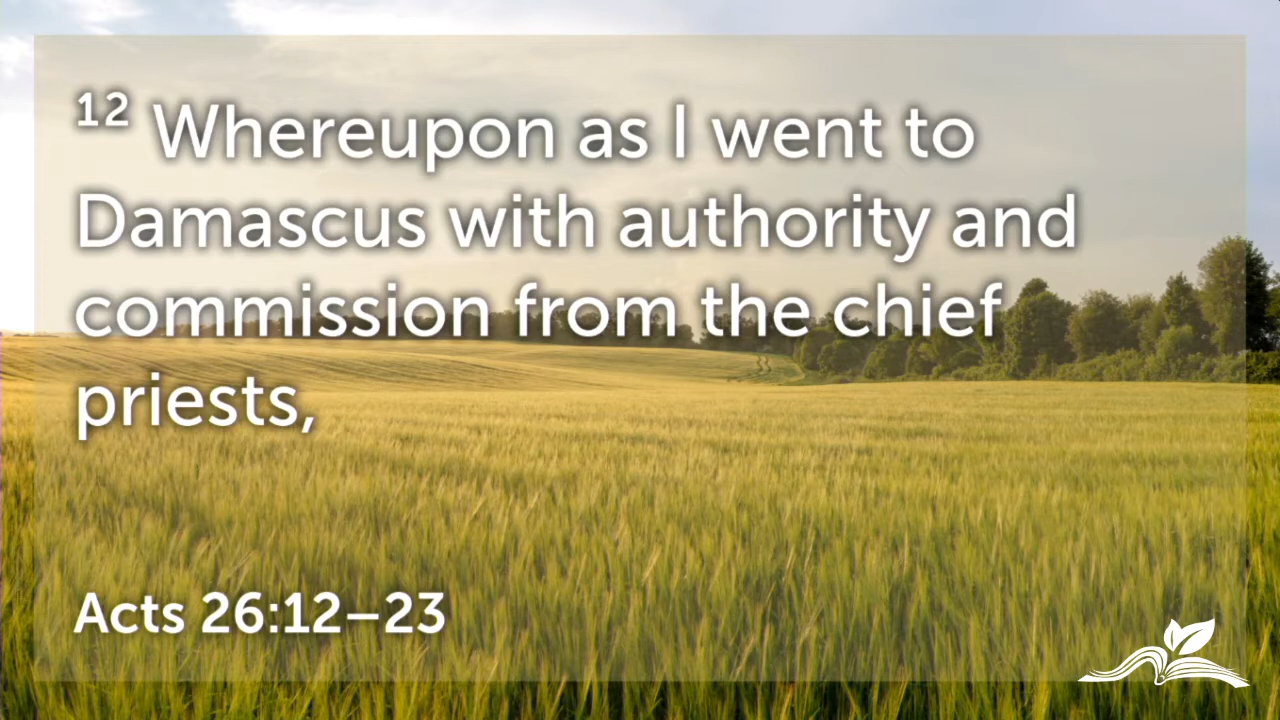 12 Whereupon as I went to
Damascus with authority and
commission from the chief
priests,
Acts 26:12–23